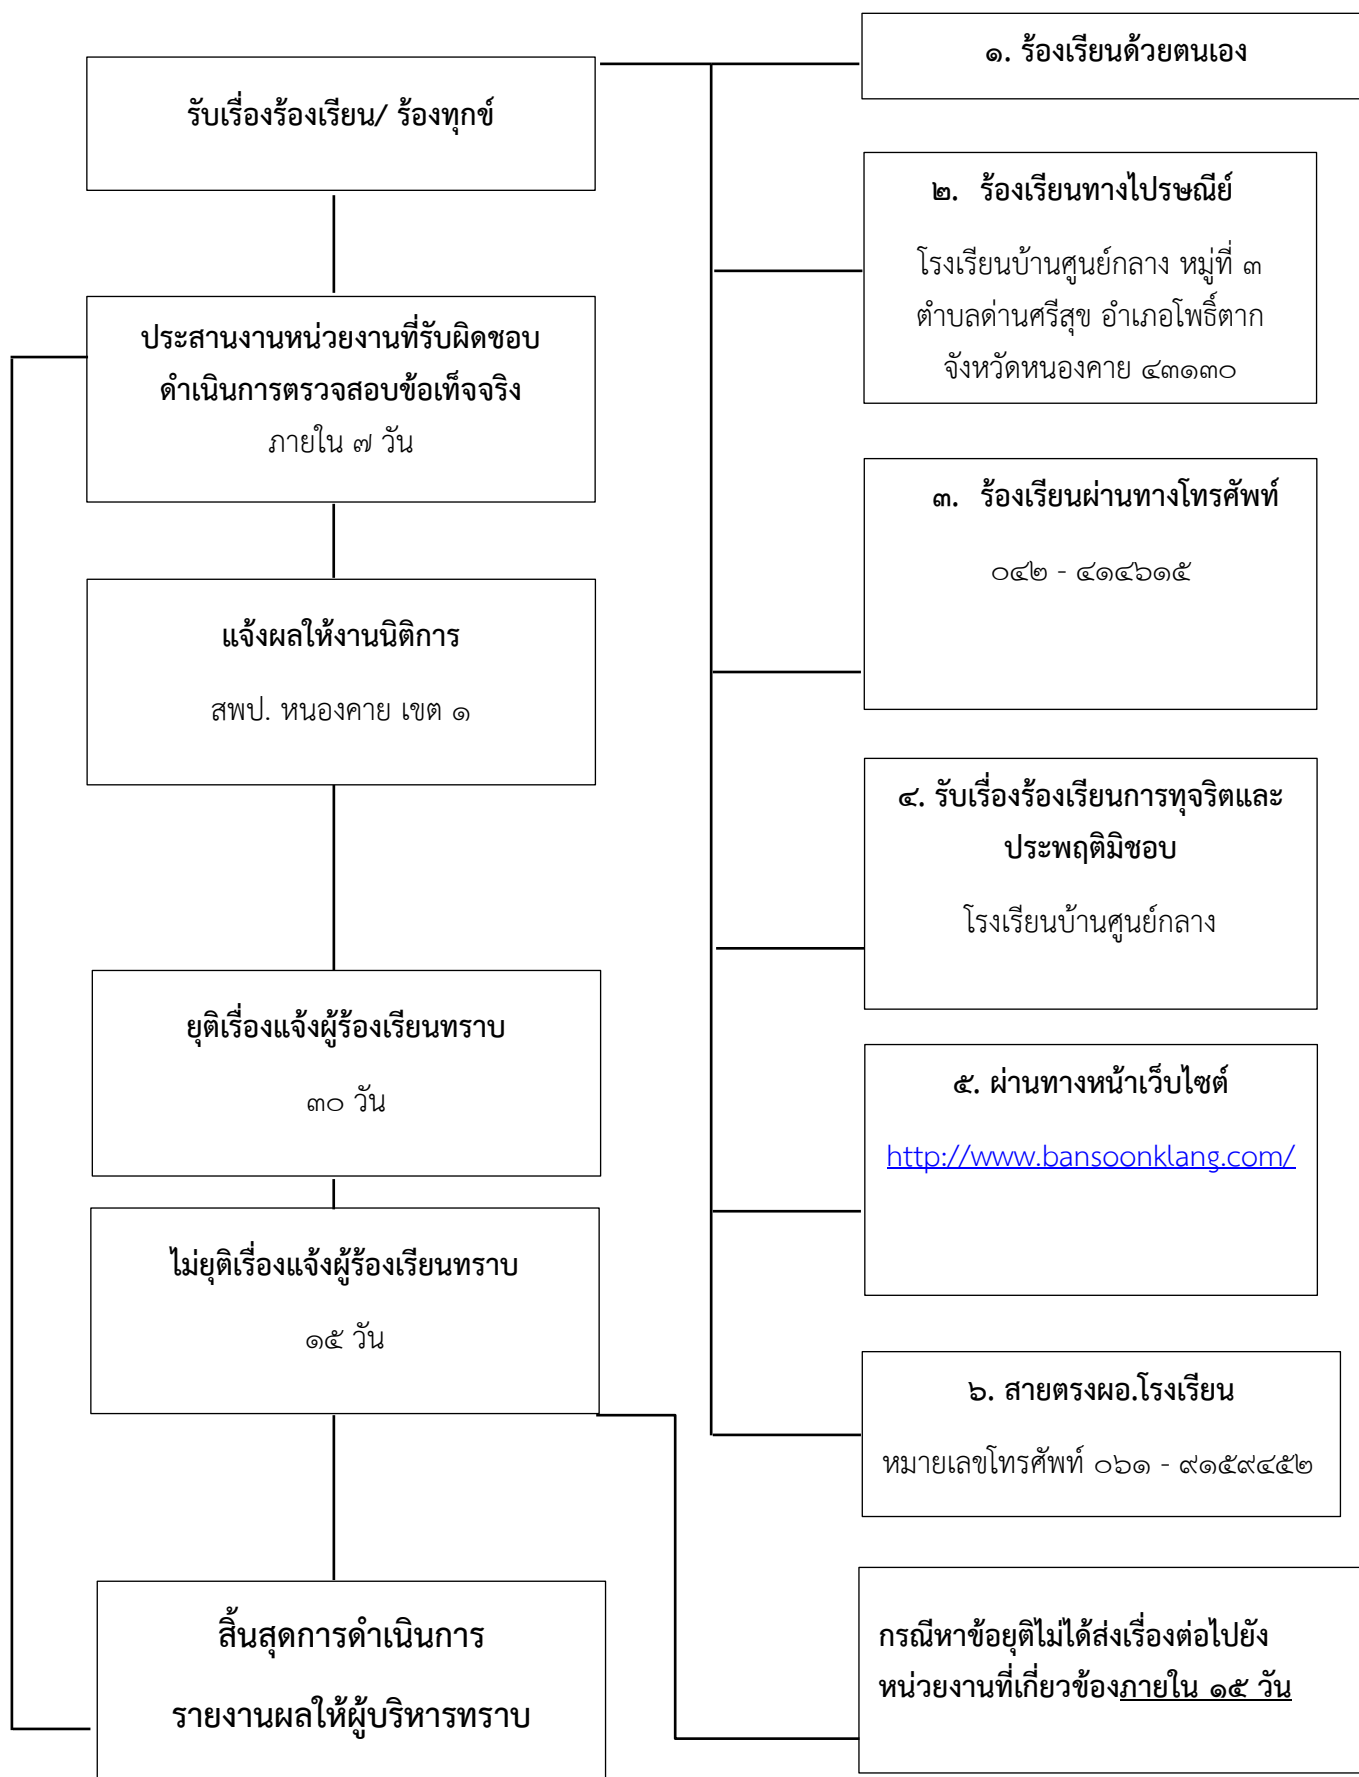 รับเรื่องร้องเรียน/ ร้องทุกข์
ประสานงานหน่วยงานที่รับผิดชอบ
ดำเนินการตรวจสอบข้อเท็จจริง
ภายใน ๗ วัน
แจ้งผลให้งานนิติการ
สพป. หนองคาย เขต ๑
ยุติเรื่องแจ้งผู้ร้องเรียนทราบ
๓๐ วัน
ไม่ยุติเรื่องแจ้งผู้ร้องเรียนทราบ
๑๕ วัน
สิ้นสุดการดำเนินการ
รายงานผลให้ผู้บริหารทราบ
๑. ร้องเรียนด้วยตนเอง
๒. ร้องเรียนทางไปรษณีย์
โรงเรียนบ้านศูนย์กลาง หมู่ที่ ๓
ตำบลด่านศรีสุข อำเภอโพธิ์ตาก
จังหวัดหนองคาย ๔๓๑๓๐
๓. ร้องเรียนผ่านทางโทรศัพท์
๐๔๒ - ๔๑๔๖๑๕
๔. รับเรื่องร้องเรียนการทุจริตและ
ประพฤติมิชอบ
โรงเรียนบ้านศูนย์กลาง
๕. ผ่านทางหน้าเว็บไซต์
http://www.bansoonklang.com/
๖. สายตรงผอ.โรงเรียน
หมายเลขโทรศัพท์ ๐๖๑ - ๙๑๕๙๔๕๒
กรณีหาข้อยุติไม่ได้ส่งเรื่องต่อไปยัง
หน่วยงานที่เกี่ยวข้องภายใน ๑๕ วัน